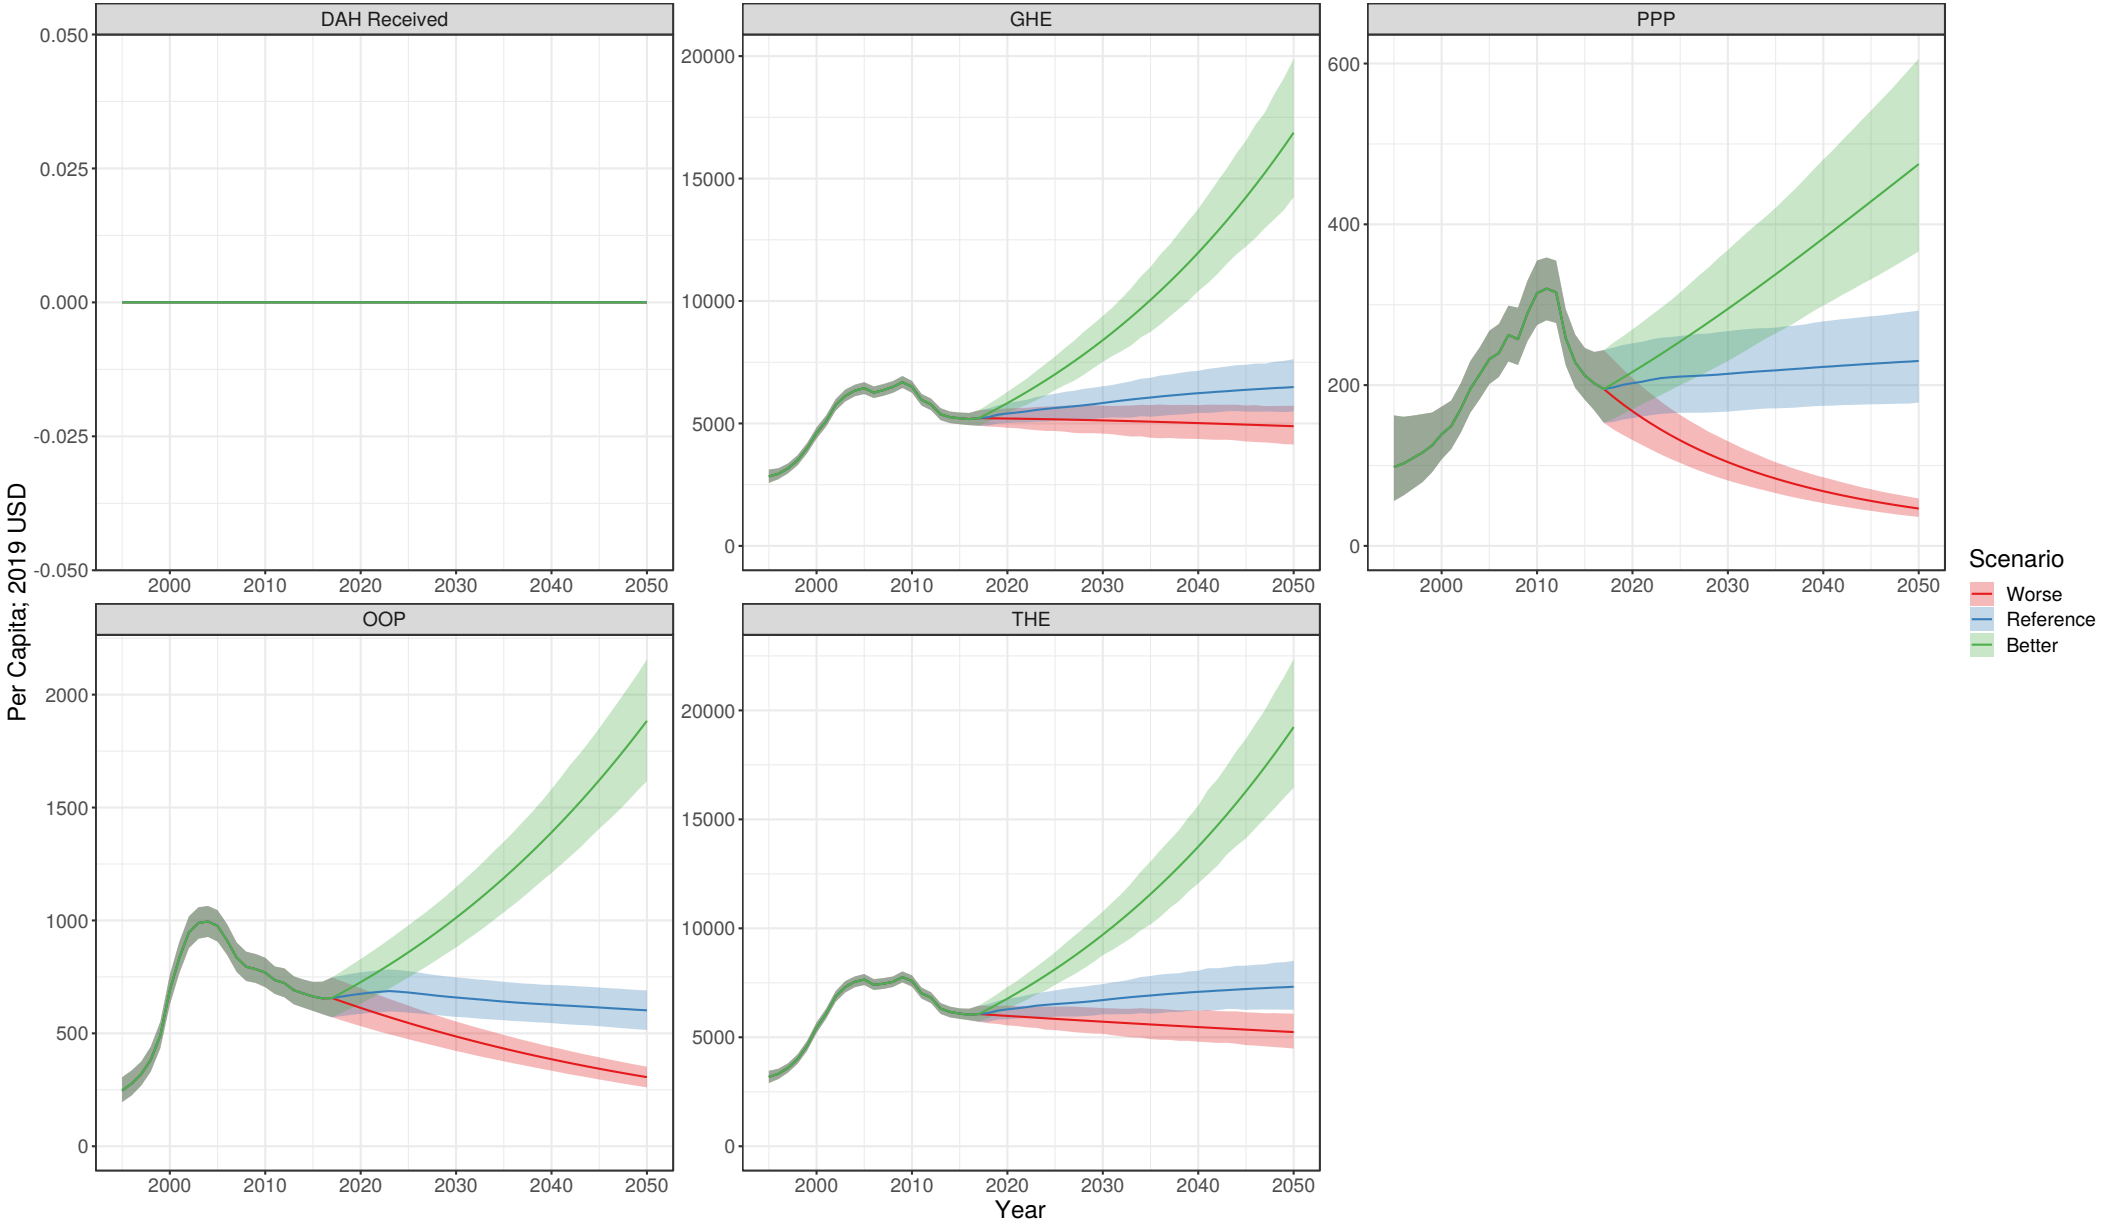 DAH Received
GHE
PPP
0.050
0.025
0.000
-0.025
-0.050
2000 2010 2020 2030 2040 2050
20000
15000
10000
5000
0
2000 2010 2020 2030 2040 2050
600
400
200
0
2000 2010 2020 2030 2040 2050
OOP
THE
2000
1500
1000
500
0
2000 2010 2020 2030 2040 2050
20000
15000
10000
5000
0
2000 2010 2020 2030 2040 2050
Per Capita; 2019 USD
Year
Scenario
Worse
Reference
Better